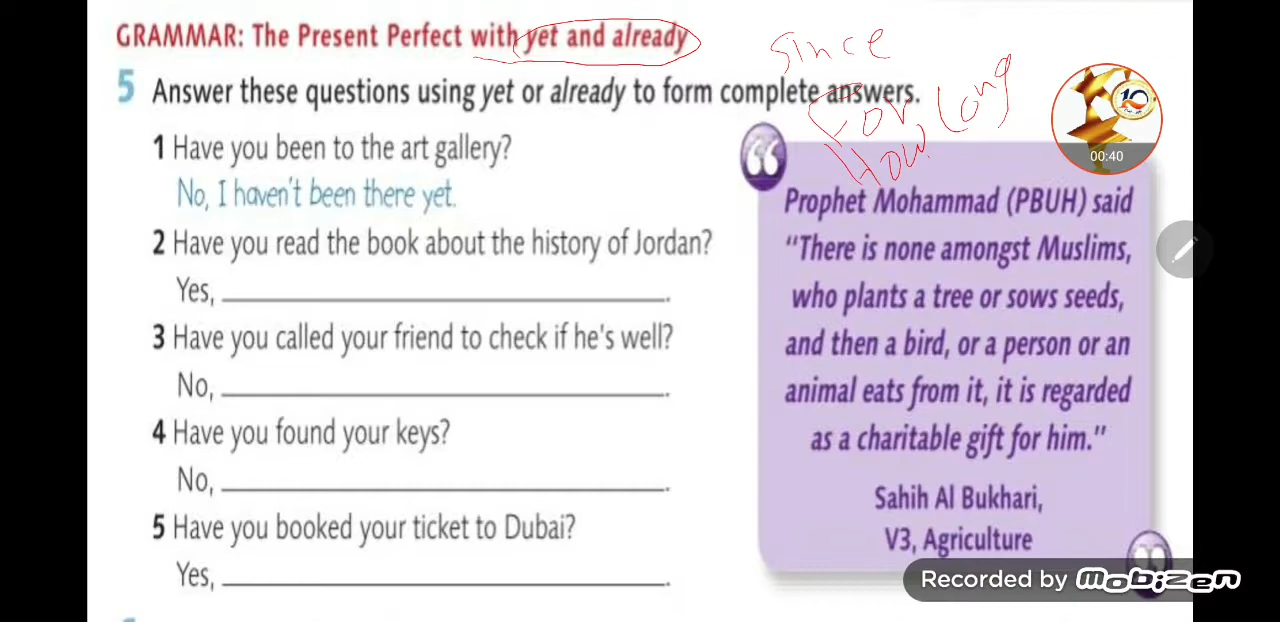 GRAMMAR: The Present Perfect with yet and already
since
5 Answer these questions using yet or already to form complete answers.
For
How long
10
00:40
1 Have you been to the art gallery?
No, I haven't been there yet.
2 Have you read the book about the history of Jordan?
Yes, ____________________.
3 Have you called your friend to check if he's well?
No, ____________________.
4 Have you found your keys?
No, ____________________.
5 Have you booked your ticket to Dubai?
Yes, ____________________.
Prophet Mohammad (PBUH) said
"There is none amongst Muslims,
who plants a tree or sows seeds,
and then a bird, or a person or an
animal eats from it, it is regarded
as a charitable gift for him."
Sahih Al Bukhari,
V3, Agriculture
Recorded by MOBIZEN